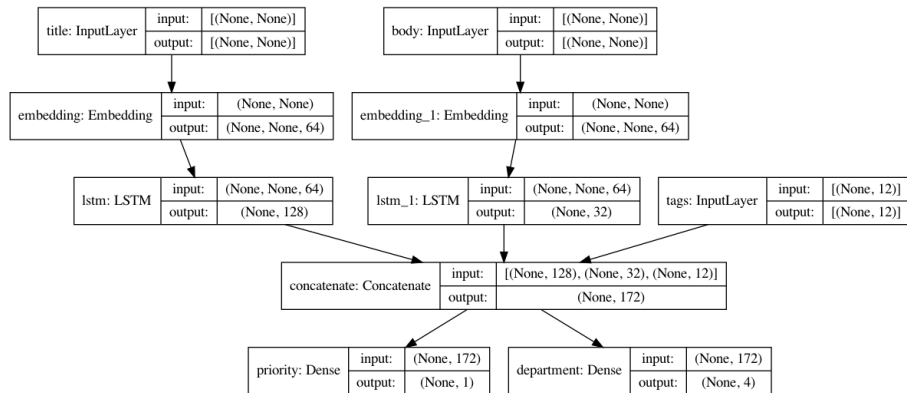 title: InputLayer input: [(None, None)]
output: [(None, None)]
body: InputLayer input: [(None, None)]
output: [(None, None)]
embedding: Embedding input: (None, None)
output: (None, None, 64)
embedding_1: Embedding input: (None, None)
output: (None, None, 64)
lstm: LSTM input: (None, None, 64)
output: (None, 128)
lstm_1: LSTM input: (None, None, 64)
output: (None, 32)
tags: InputLayer input: [(None, 12)]
output: [(None, 12)]
concatenate: Concatenate input: [(None, 128), (None, 32), (None, 12)]
output: (None, 172)
priority: Dense input: (None, 172)
output: (None, 1)
department: Dense input: (None, 172)
output: (None, 4)